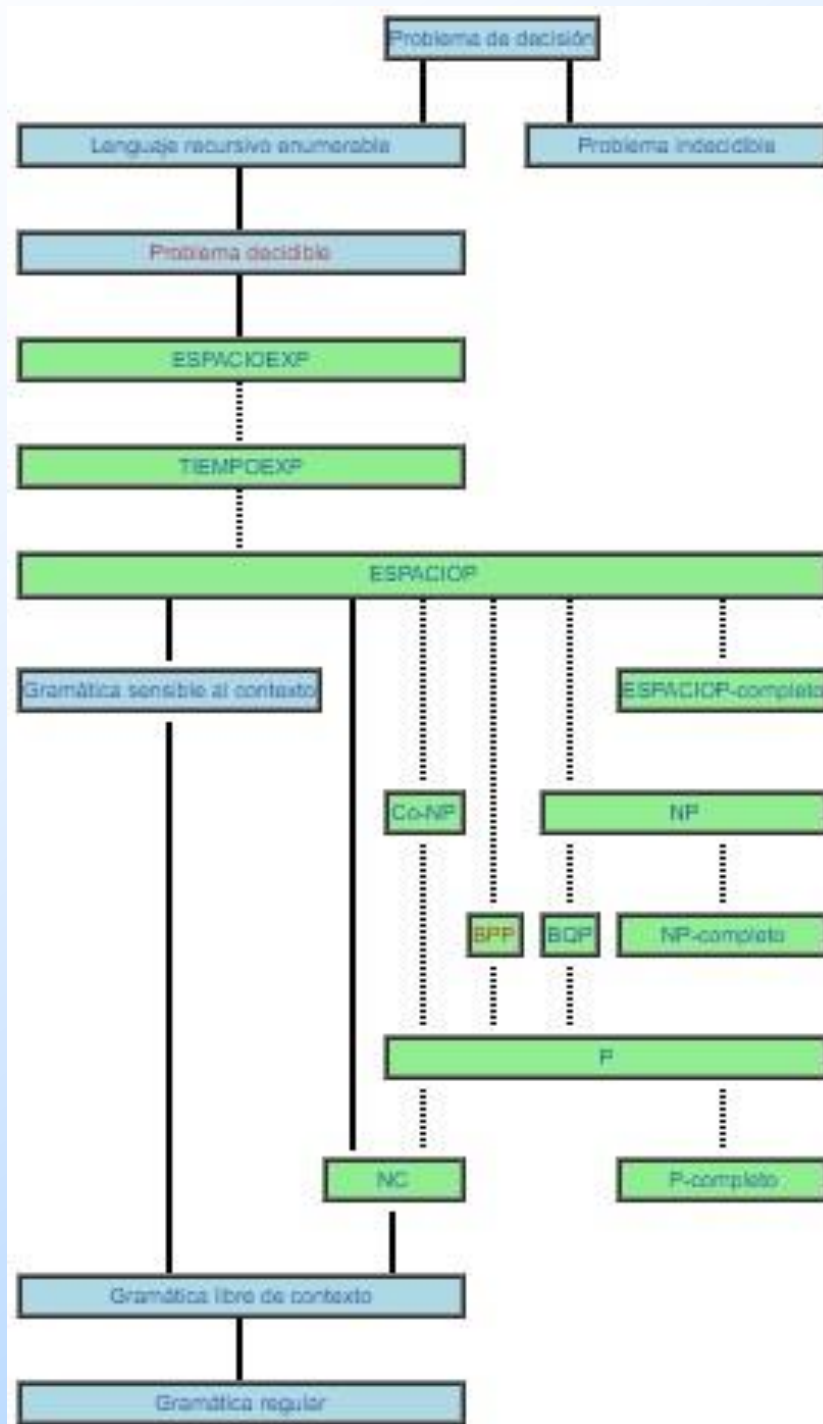 Problema de decisión
Lenguaje recursivo enumerable
Problema indecidible
Problema decidible
ESPACIOEXP
TIEMPOEXP
ESPACIOP
Gramática sensible al contexto
ESPACIOP-completo
Co-NP
NP
BPP
BQP
NP-completo
P
NC
P-completo
Gramática libre de contexto
Gramática regular